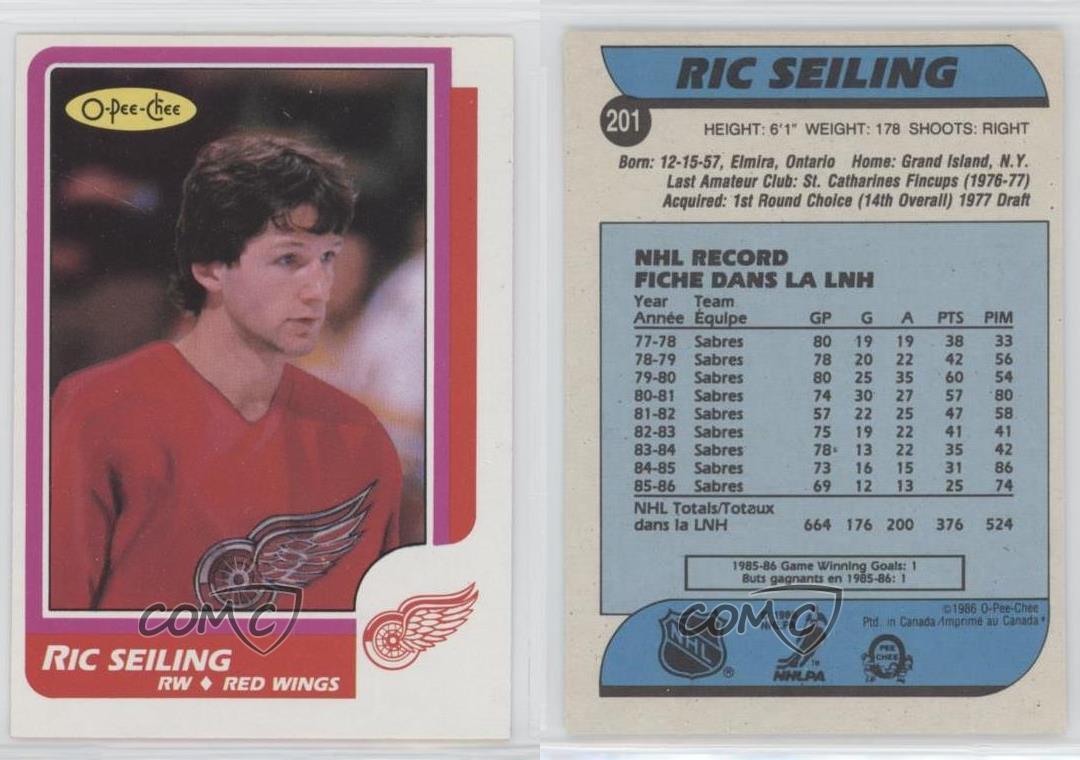 O-Pee-Chee
COMC
RIC SEILING
RW ♦ RED WINGS
RIC SEILING
201
HEIGHT: 6'1" WEIGHT: 178 SHOOTS: RIGHT
Born: 12-15-57, Elmira, Ontario Home: Grand Island, N.Y.
Last Amateur Club: St. Catharines Fincups (1976-77)
Acquired: 1st Round Choice (14th Overall) 1977 Draft
NHL RECORD
FICHE DANS LA LNH
Year Team
Année Équipe GP G A PTS PIM
77-78 Sabres 80 19 19 38 33
78-79 Sabres 78 20 22 42 56
79-80 Sabres 80 25 35 60 54
80-81 Sabres 74 30 27 57 80
81-82 Sabres 57 22 25 47 58
82-83 Sabres 75 19 22 41 41
83-84 Sabres 78 13 22 35 42
84-85 Sabres 73 16 15 31 86
85-86 Sabres 69 12 13 25 74
NHL Totals/Totaux
dans la LNH 664 176 200 376 524
1985-86 Game Winning Goals: 1
Buts gagnants en 1985-86: 1
©1986 O-Pee-Chee
Ptd. in Canada/Imprimé au Canada*
COMC
NHL
®
NHLPA
TM
PEE
CHEE